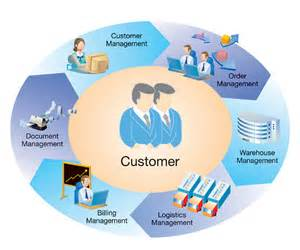 Customer
Management
Order
Management
Warehouse
Management
Logistics
Management
Billing
Management
Document
Management
Customer